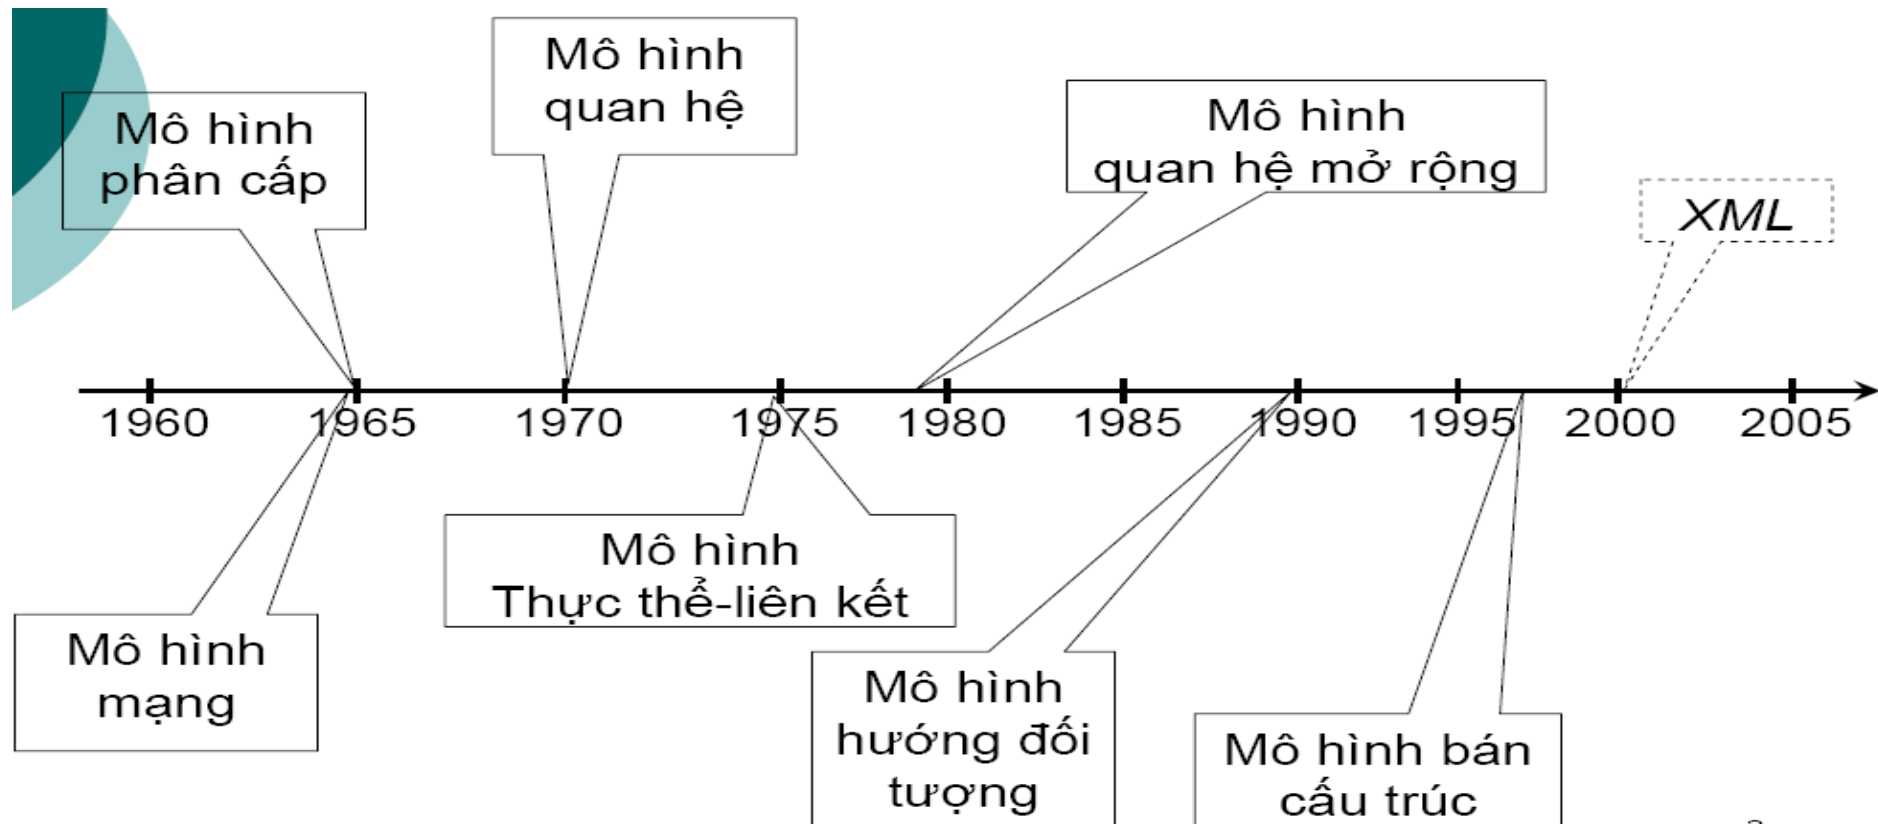 Mô hình
quan hệ
Mô hình
phân cấp
Mô hình
quan hệ mở rộng
XML
1960 1965 1970 1975 1980 1985 1990 1995 2000 2005
Mô hình
Thực thể-liên kết
Mô hình
mạng
Mô hình
hướng đối
tượng
Mô hình bán
cấu trúc